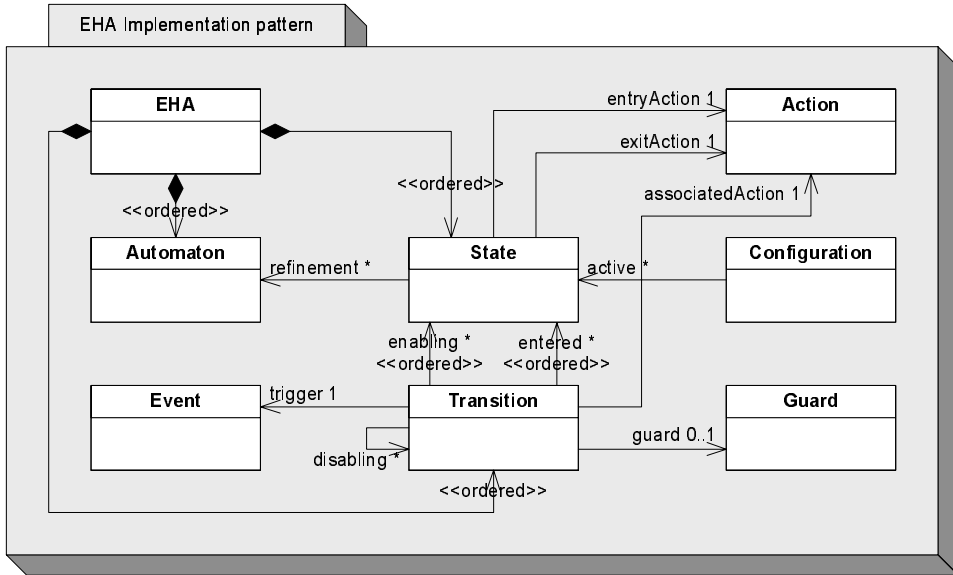 EHA Implementation pattern
EHA
entryAction 1
Action
exitAction 1
<<ordered>>
associatedAction 1
<<ordered>>
Automaton
State
Configuration
refinement *
active *
enabling *
entered *
<<ordered>>
<<ordered>>
Event
trigger 1
Transition
Guard
guard 0..1
disabling *
<<ordered>>